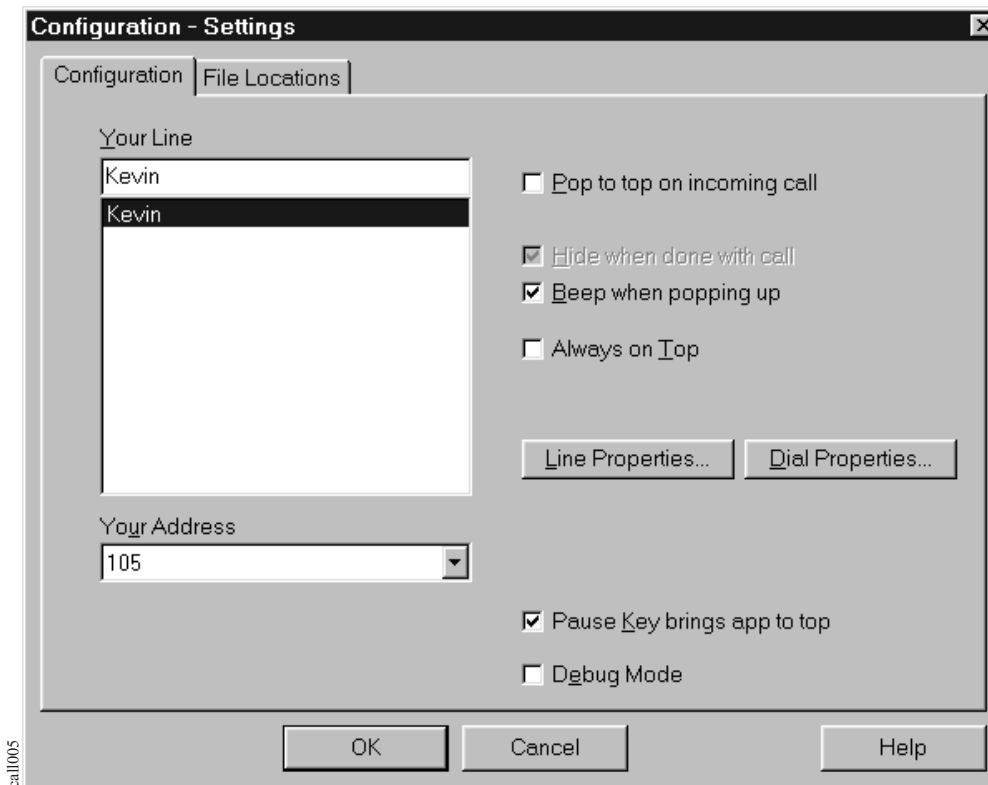 Configuration - Settings
Configuration
File Locations
Your Line
Kevin
Kevin
Pop to top on incoming call
Hide when done with call
Beep when popping up
Always on Top
Line Properties...
Dial Properties...
Your Address
105
Pause Key brings app to top
Debug Mode
OK
Cancel
Help
call005